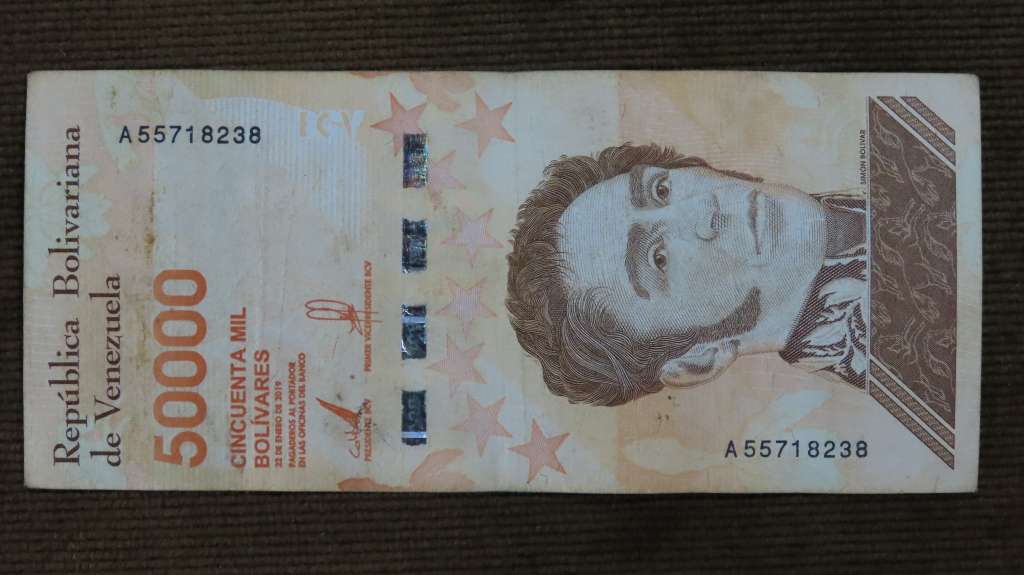 República Bolivariana
de Venezuela
50000
CINCUENTA MIL
BOLÍVARES
22 DE ENERO DE 2019
PAGADEROS AL PORTADOR
EN LAS OFICINAS DEL BANCO
PRESIDENTE BCV
PRIMER VICEPRESIDENTE BCV
A55718238
SIMÓN BOLÍVAR
A55718238